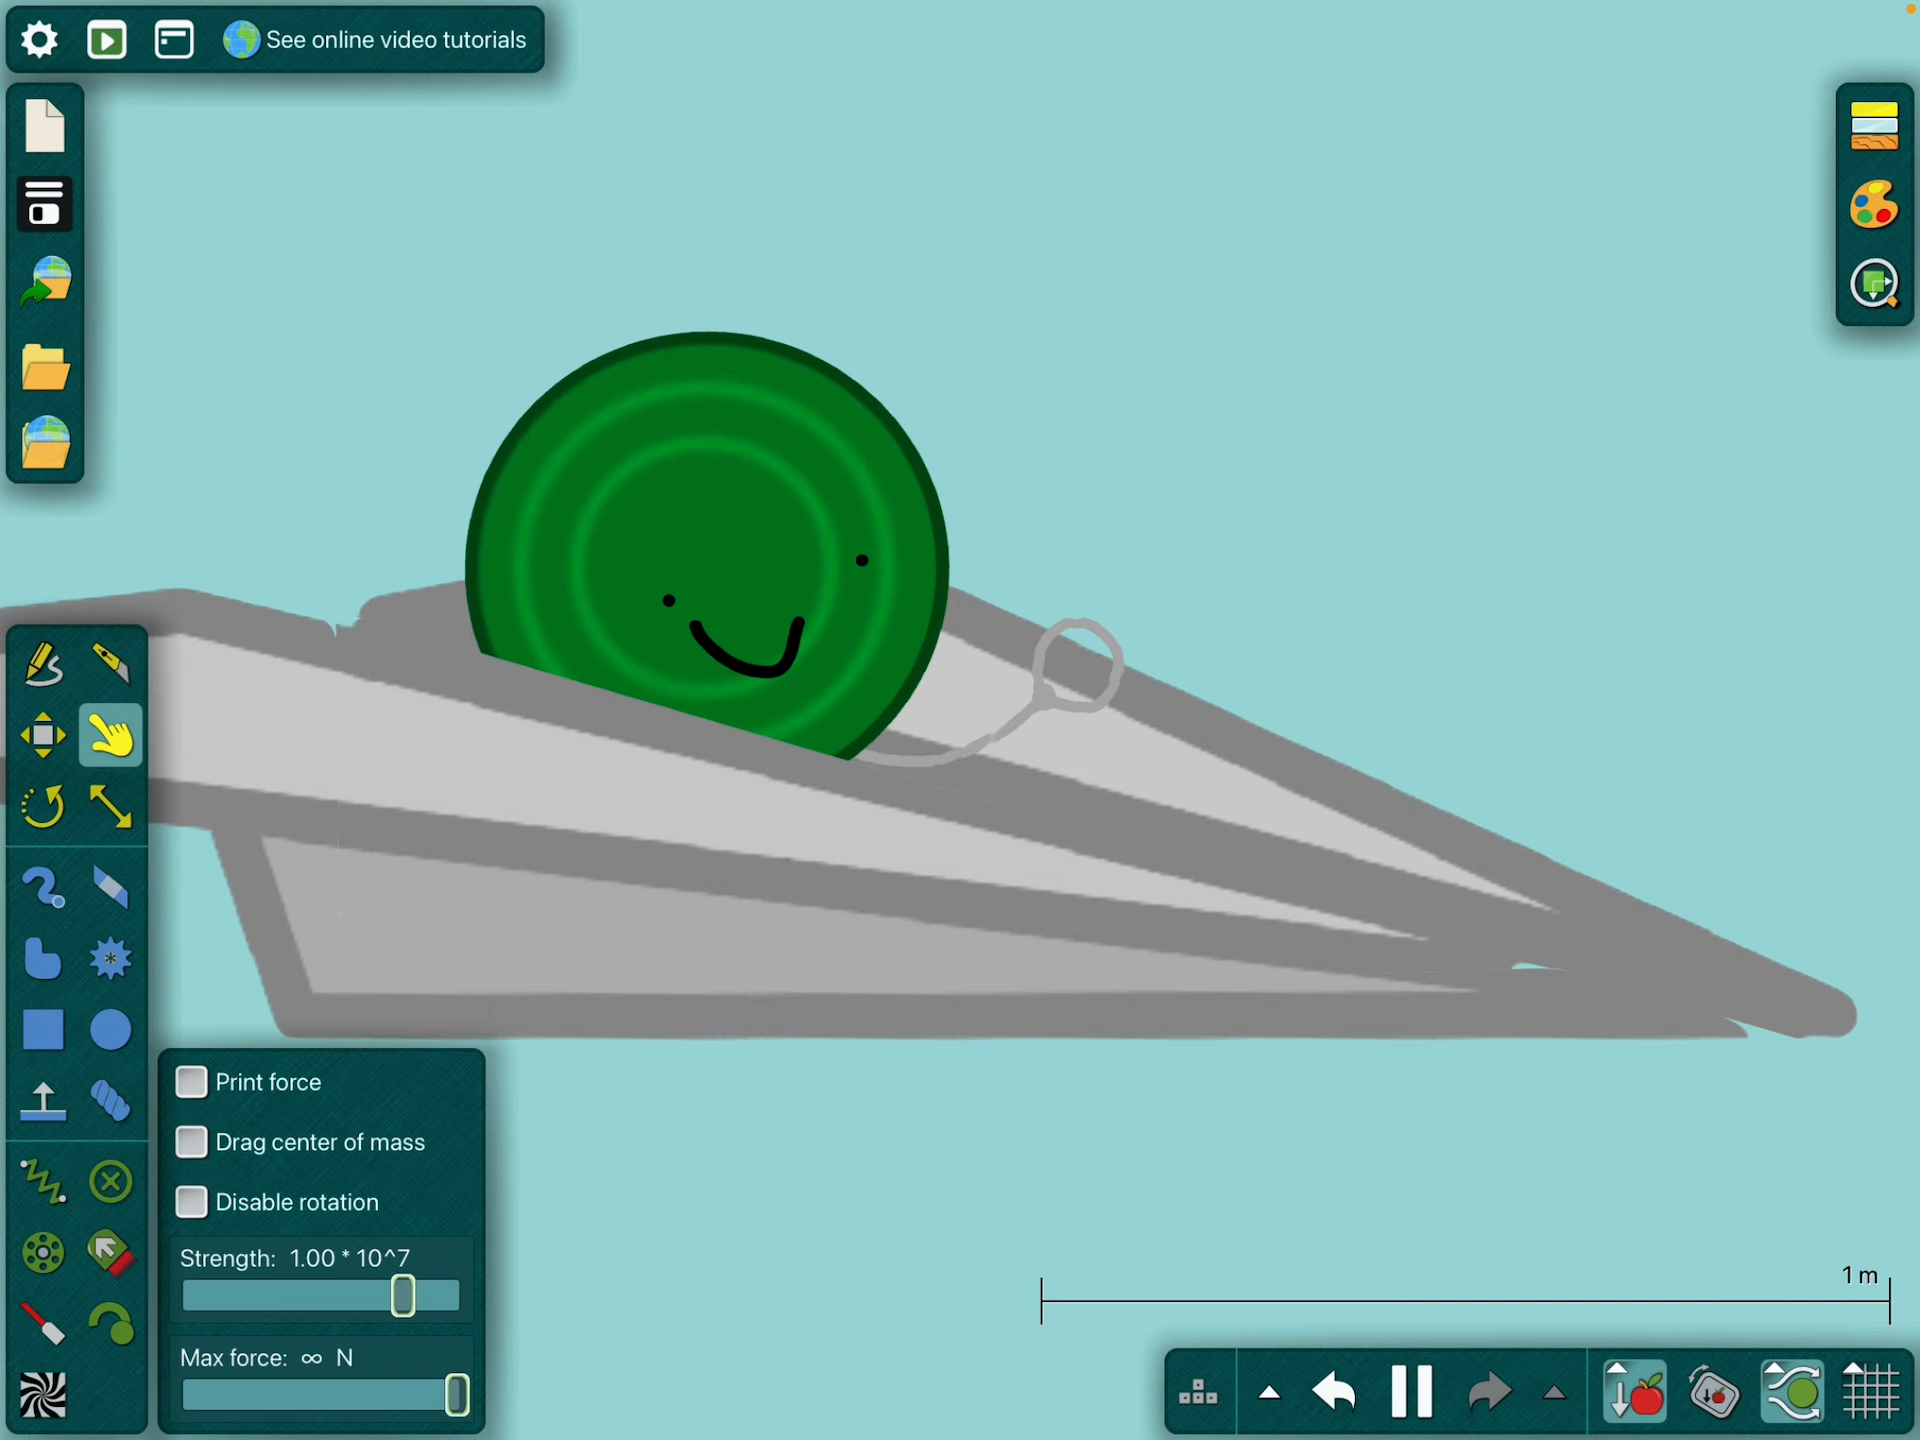 See online video tutorials
Print force
Drag center of mass
Disable rotation
Strength: 1.00 * 10^7
Max force: ∞ N
1 m